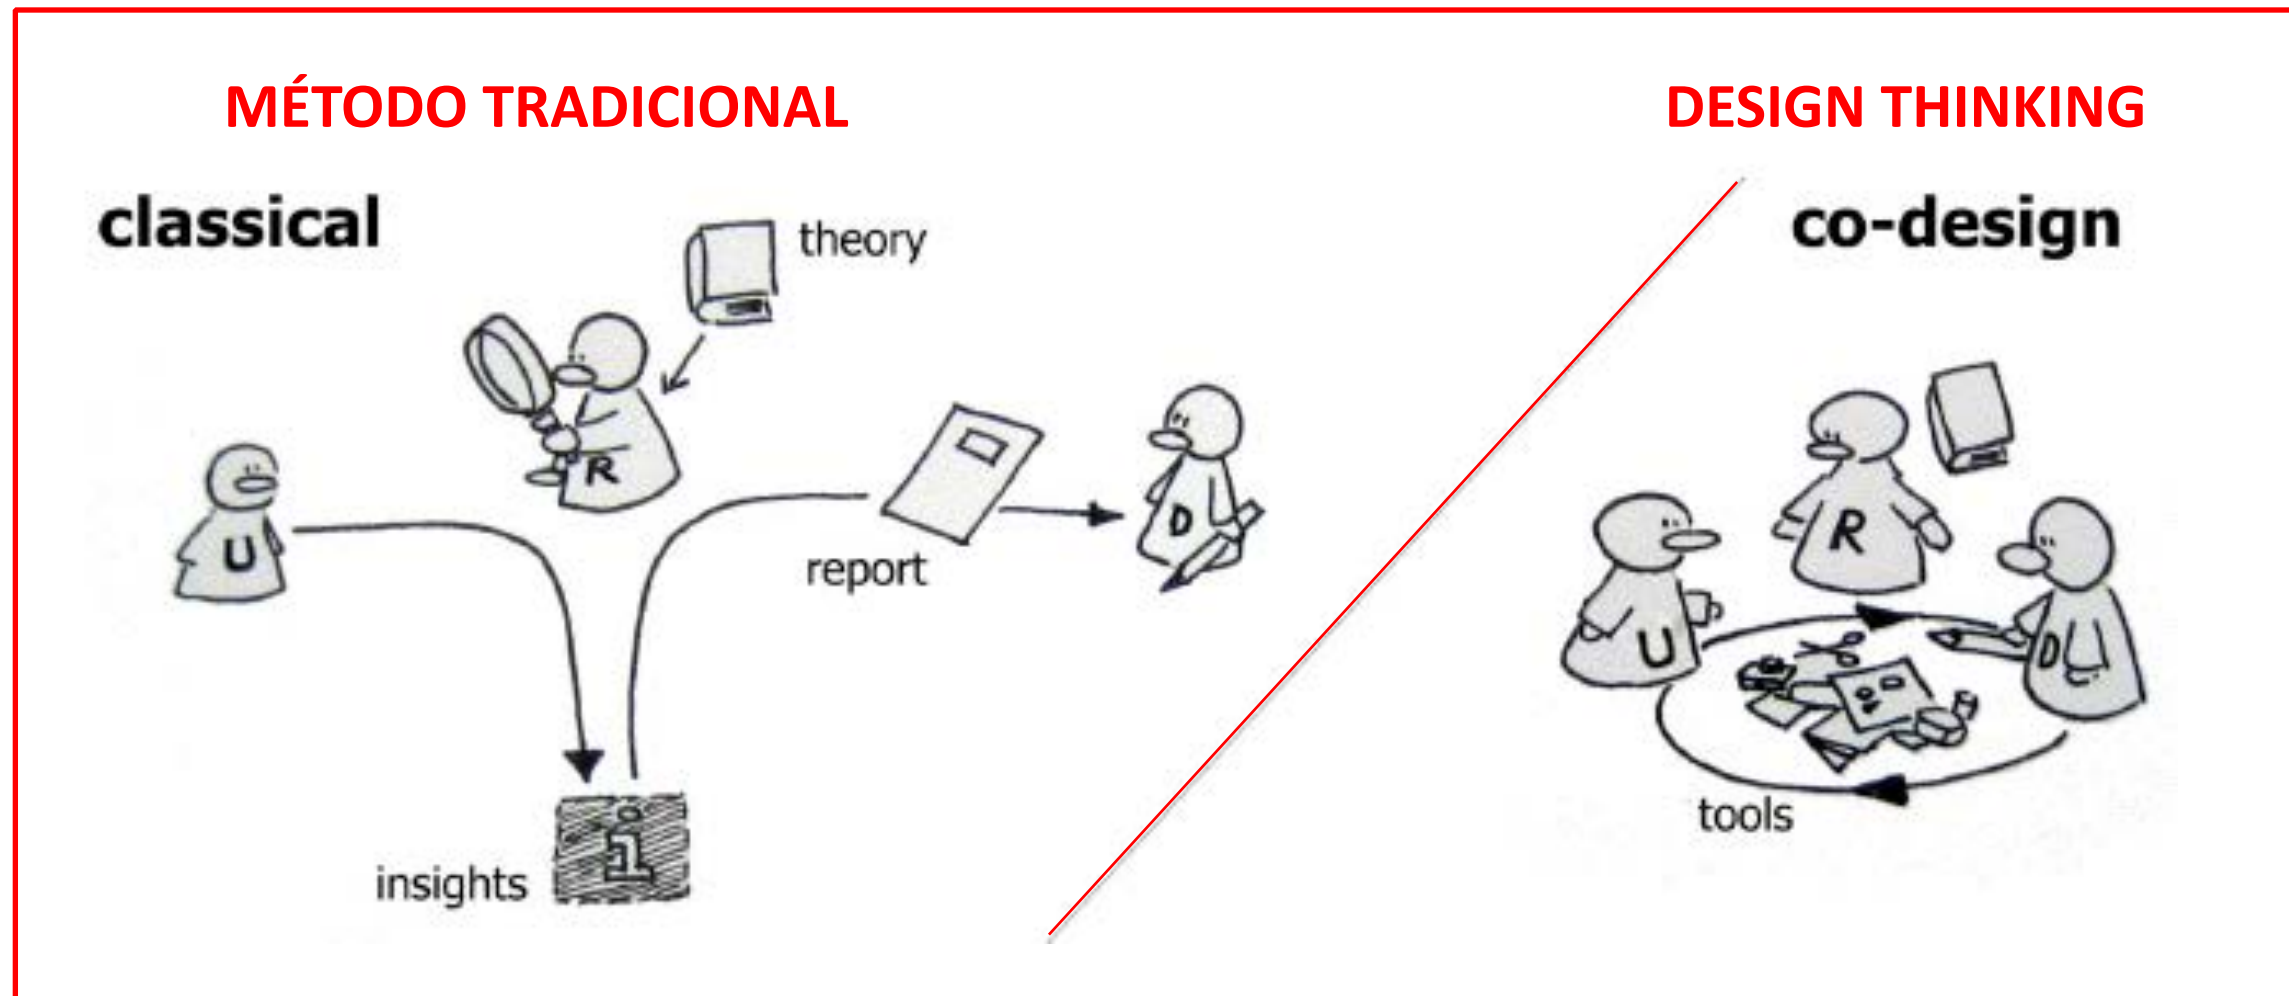 MÉTODO TRADICIONAL
classical
theory
R
U
D
report
i
insights
DESIGN THINKING
co-design
R
U
D
tools